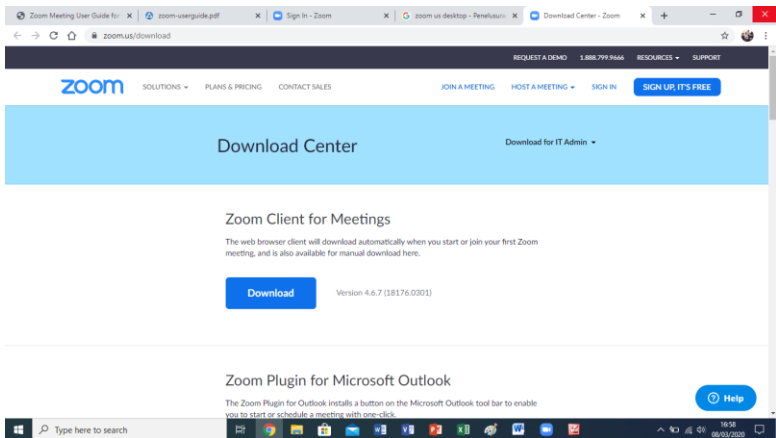 Zoom Meeting User Guide for
zoom-userguide.pdf
Sign In - Zoom
zoom us desktop - Penelusuran
Download Center - Zoom
zoom.us/download
REQUEST A DEMO 1.888.799.9666 RESOURCES SUPPORT
zoom SOLUTIONS PLANS & PRICING CONTACT SALES JOIN A MEETING HOST A MEETING SIGN IN SIGN UP, IT'S FREE
Download Center
Download for IT Admin
Zoom Client for Meetings
The web browser client will download automatically when you start or join your first Zoom
meeting, and is also available for manual download here.
Download Version 4.6.7 (18176.0301)
Zoom Plugin for Microsoft Outlook
The Zoom Plugin for Outlook installs a button on the Microsoft Outlook tool bar to enable
you to start or schedule a meeting with one-click.
Help
Type here to search
16:58
08/03/2020